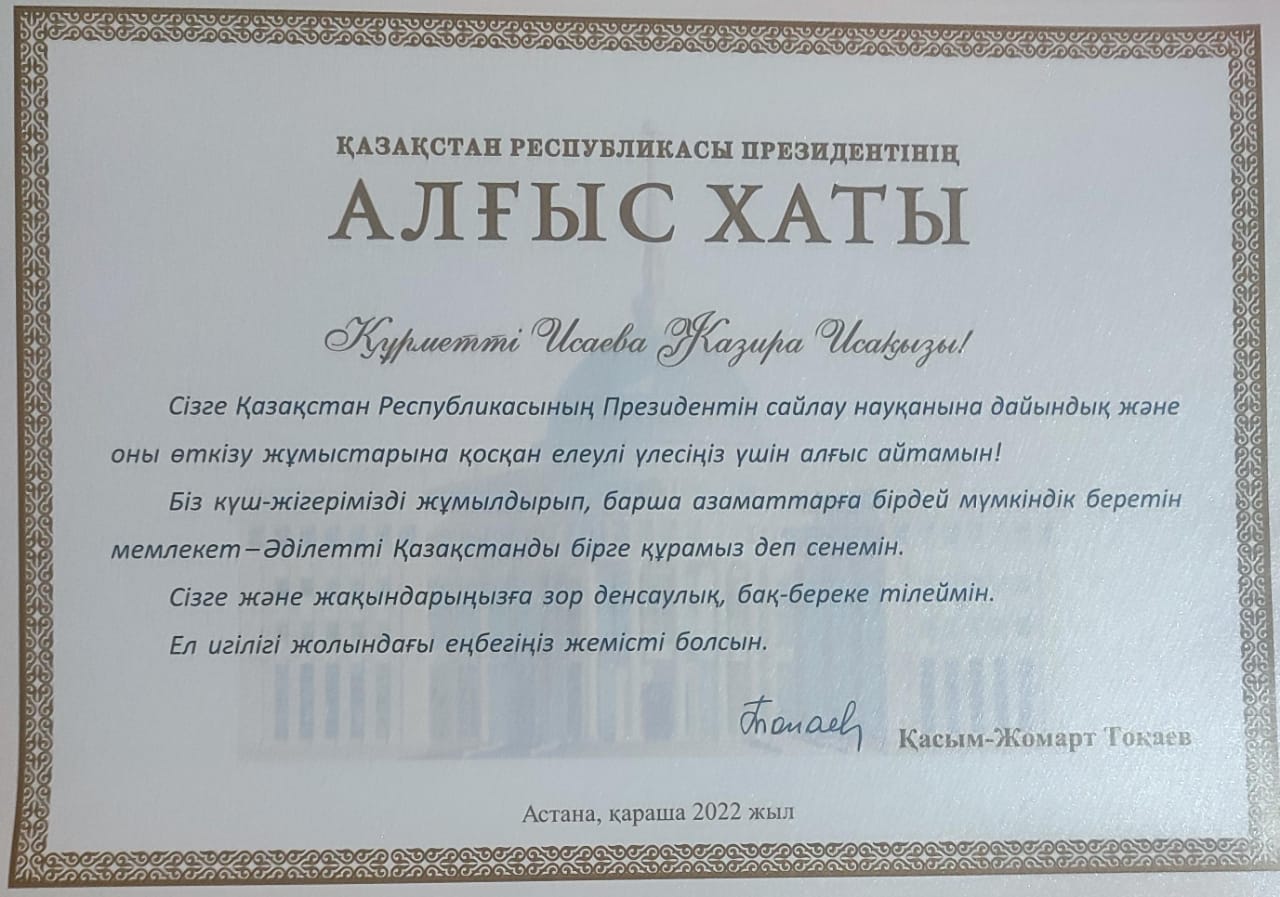 ҚАЗАҚСТАН РЕСПУБЛИКАСЫ ПРЕЗИДЕНТІНІҢ
АЛҒЫС ХАТЫ
Құрметті Исаева Жазира Исақызы!
Сізге Қазақстан Республикасының Президентін сайлау науқанына дайындық және
оны өткізу жұмыстарына қосқан елеулі үлесіңіз үшін алғыс айтамын!
Біз күш-жігерімізді жұмылдырып, барша азаматтарға бірдей мүмкіндік беретін
мемлекет – Әділетті Қазақстанды бірге құрамыз деп сенемін.
Сізге және жақындарыңызға зор денсаулық, бақ-береке тілеймін.
Ел игілігі жолындағы еңбегіңіз жемісті болсын.
Тоқаев Қасым-Жомарт Тоқаев
Астана, қараша 2022 жыл